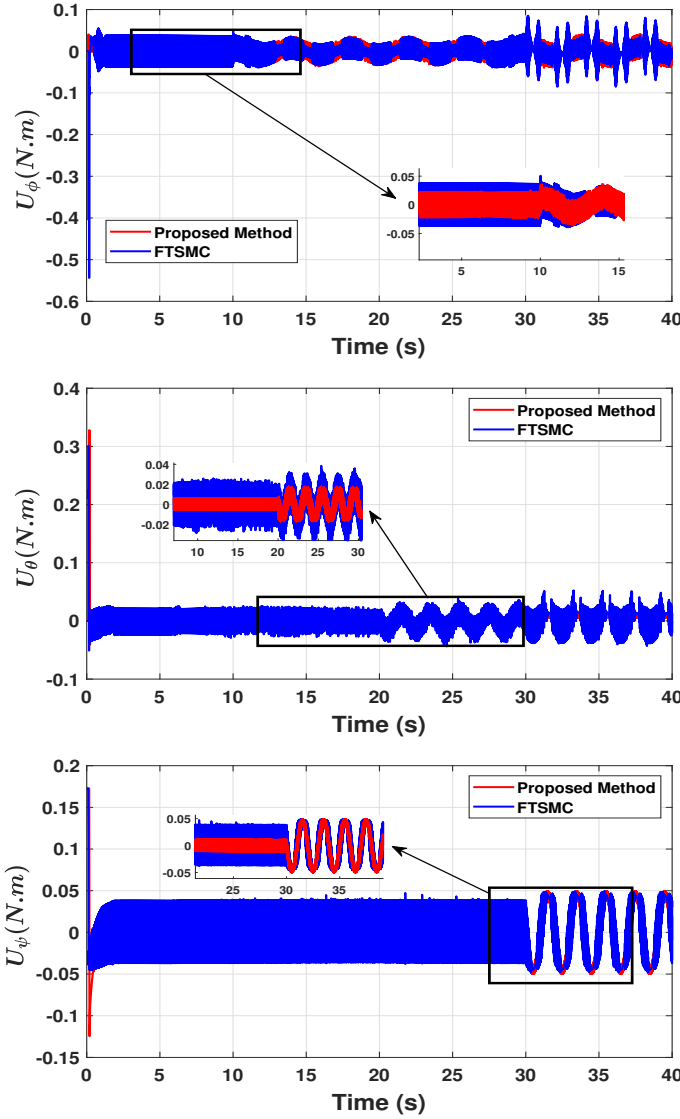 0.1
0
-0.1
-0.2
-0.3
-0.4
-0.5
-0.6
U_ϕ(N.m)
0.05
0
-0.05
5 10 15
Proposed Method
FTSMC
0 5 10 15 20 25 30 35 40
Time (s)
0.4
0.3
0.2
0.1
0
-0.1
U_θ(N.m)
Proposed Method
FTSMC
0.04
0.02
0
-0.02
10 15 20 25 30
0 5 10 15 20 25 30 35 40
Time (s)
0.2
0.15
0.1
0.05
0
-0.05
-0.1
-0.15
U_ψ(N.m)
Proposed Method
FTSMC
0.05
0
-0.05
25 30 35
0 5 10 15 20 25 30 35 40
Time (s)